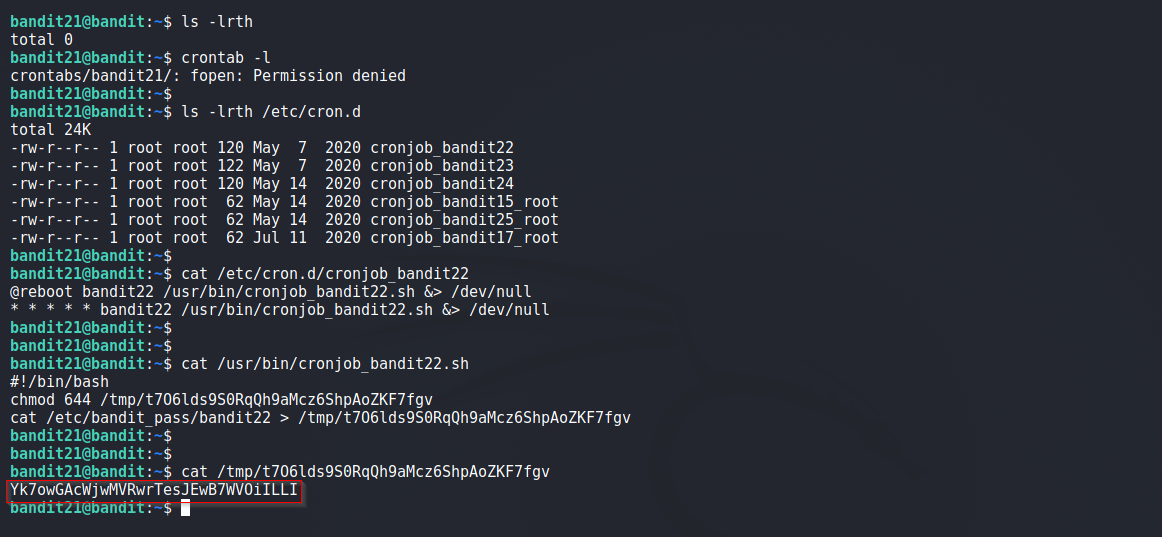 bandit21@bandit:~$ ls -lrth
total 0
bandit21@bandit:~$ crontab -l
crontabs/bandit21/: fopen: Permission denied
bandit21@bandit:~$
bandit21@bandit:~$ ls -lrth /etc/cron.d
total 24K
-rw-r--r-- 1 root root 120 May  7  2020 cronjob_bandit22
-rw-r--r-- 1 root root 122 May  7  2020 cronjob_bandit23
-rw-r--r-- 1 root root 120 May 14  2020 cronjob_bandit24
-rw-r--r-- 1 root root  62 May 14  2020 cronjob_bandit15_root
-rw-r--r-- 1 root root  62 May 14  2020 cronjob_bandit25_root
-rw-r--r-- 1 root root  62 Jul 11  2020 cronjob_bandit17_root
bandit21@bandit:~$
bandit21@bandit:~$ cat /etc/cron.d/cronjob_bandit22
@reboot bandit22 /usr/bin/cronjob_bandit22.sh &> /dev/null
* * * * * bandit22 /usr/bin/cronjob_bandit22.sh &> /dev/null
bandit21@bandit:~$
bandit21@bandit:~$
bandit21@bandit:~$ cat /usr/bin/cronjob_bandit22.sh
#!/bin/bash
chmod 644 /tmp/t7O6lds9S0RqQh9aMcz6ShpAoZKF7fgv
cat /etc/bandit_pass/bandit22 > /tmp/t7O6lds9S0RqQh9aMcz6ShpAoZKF7fgv
bandit21@bandit:~$
bandit21@bandit:~$
bandit21@bandit:~$ cat /tmp/t7O6lds9S0RqQh9aMcz6ShpAoZKF7fgv
Yk7owGAcWjwMVRwrTesJEwB7WVOiILLI
bandit21@bandit:~$